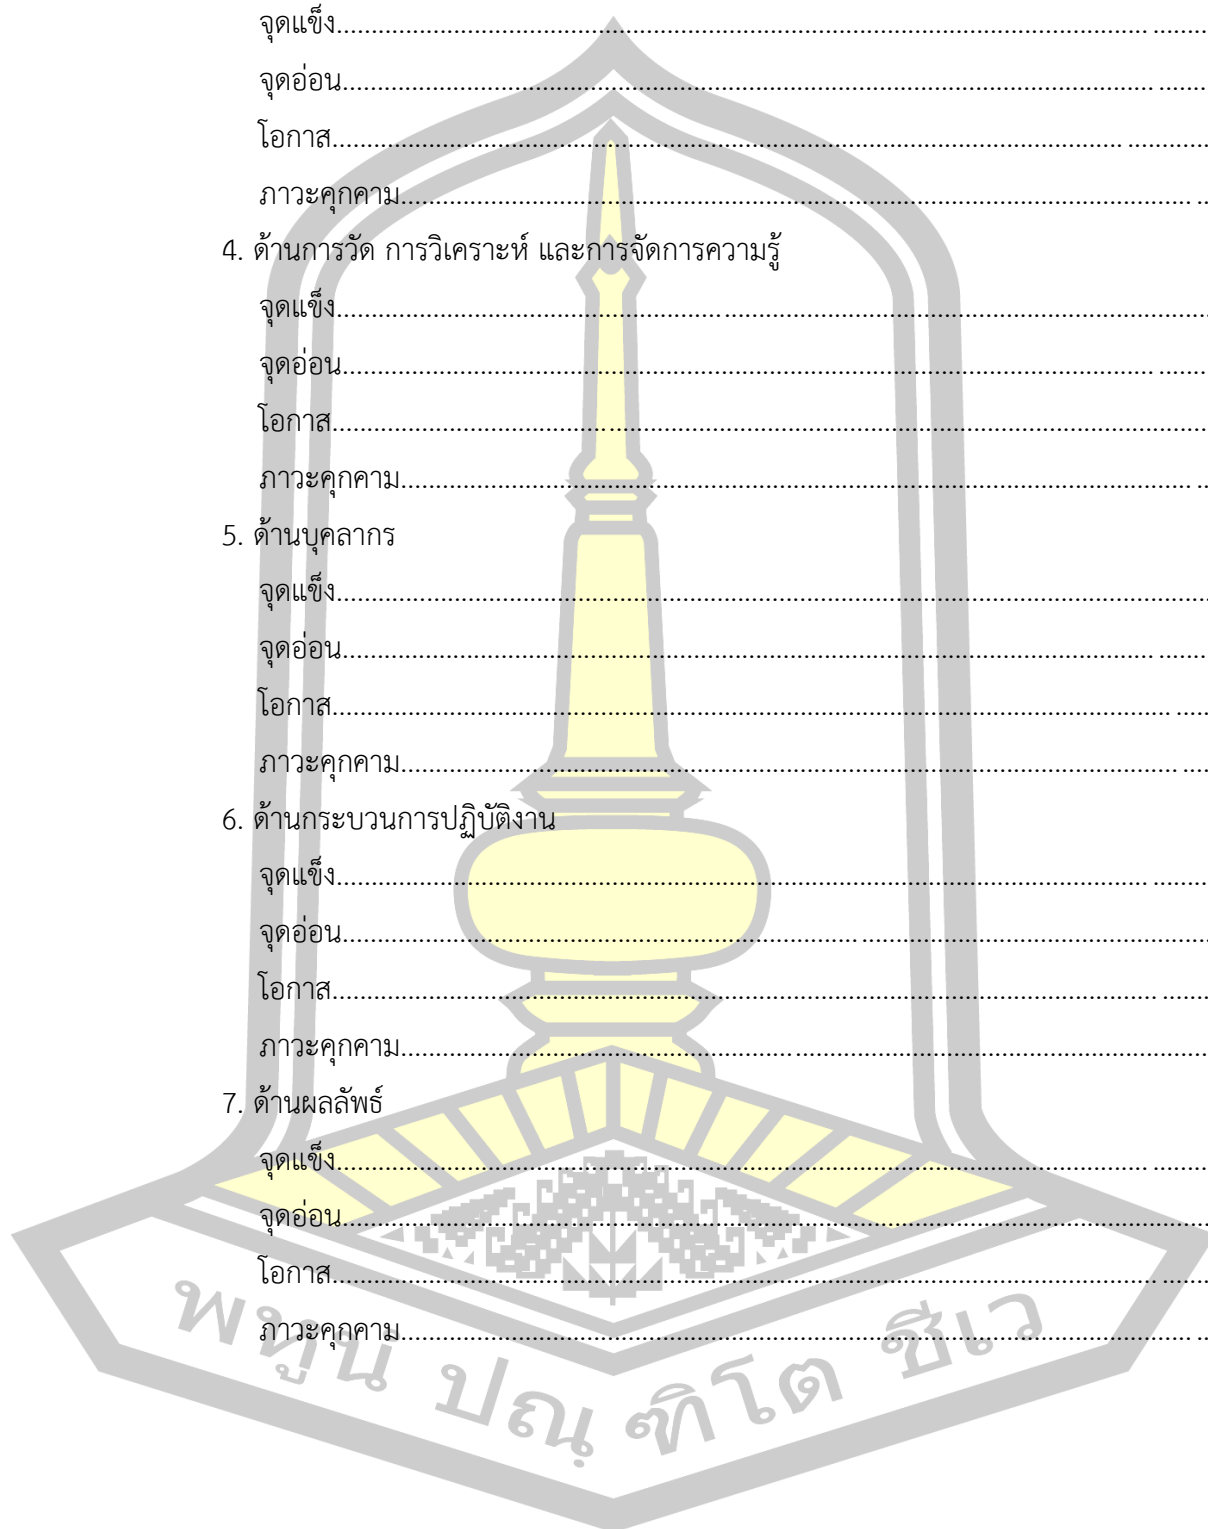 จุดแข็ง........................................................................................................................
จุดอ่อน........................................................................................................................
โอกาส........................................................................................................................
ภาวะคุกคาม................................................................................................................
4. ด้านการวัด การวิเคราะห์ และการจัดการความรู้
จุดแข็ง........................................................................................................................
จุดอ่อน........................................................................................................................
โอกาส........................................................................................................................
ภาวะคุกคาม................................................................................................................
5. ด้านบุคลากร
จุดแข็ง........................................................................................................................
จุดอ่อน........................................................................................................................
โอกาส........................................................................................................................
ภาวะคุกคาม................................................................................................................
6. ด้านกระบวนการปฏิบัติงาน
จุดแข็ง........................................................................................................................
จุดอ่อน........................................................................................................................
โอกาส........................................................................................................................
ภาวะคุกคาม................................................................................................................
7. ด้านผลลัพธ์
จุดแข็ง........................................................................................................................
จุดอ่อน........................................................................................................................
โอกาส........................................................................................................................
ภาวะคุกคาม................................................................................................................
พหูน ปณฺ ฑิโต ชีเว